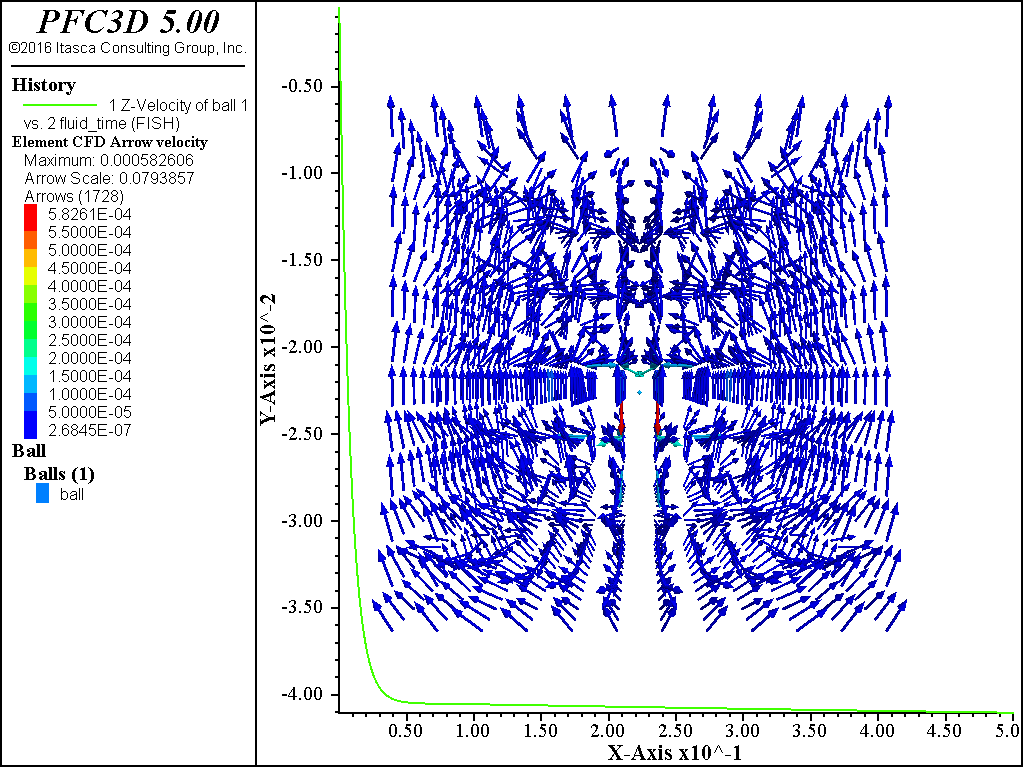 PFC3D 5.00
©2016 Itasca Consulting Group, Inc.
History
1 Z-Velocity of ball 1
vs. 2 fluid_time (FISH)
Element CFD Arrow velocity
Maximum: 0.000582606
Arrow Scale: 0.0793857
Arrows (1728)
5.8261E-04
5.5000E-04
5.0000E-04
4.5000E-04
4.0000E-04
3.5000E-04
3.0000E-04
2.5000E-04
2.0000E-04
1.5000E-04
1.0000E-04
5.0000E-05
2.6845E-07
Ball
Balls (1)
ball
Y-Axis x10^-2
-0.50
-1.00
-1.50
-2.00
-2.50
-3.00
-3.50
-4.00
0.50 1.00 1.50 2.00 2.50 3.00 3.50 4.00 4.50 5.0
X-Axis x10^-1